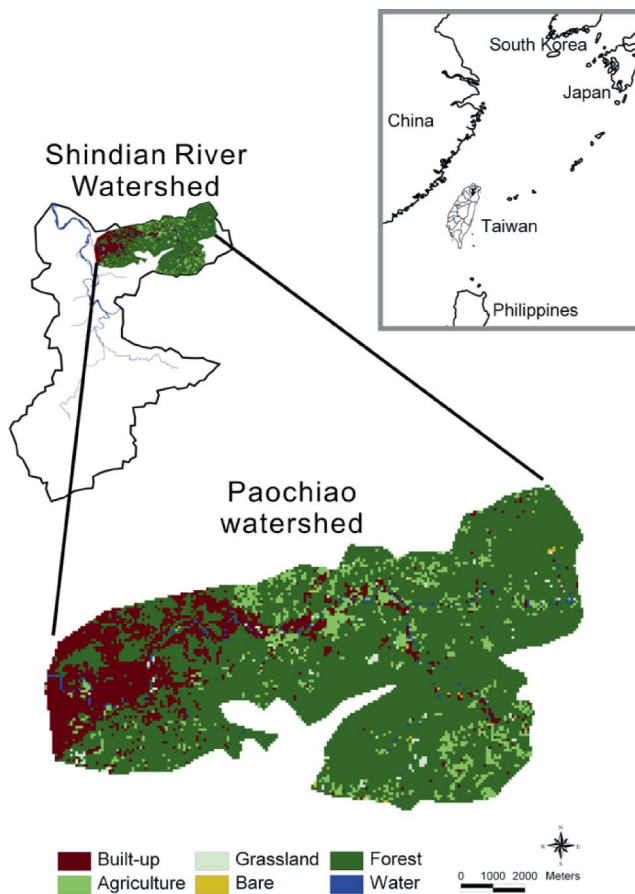 South Korea
Japan
China
Taiwan
Philippines
Shindian River
Watershed
Paochiao
watershed
Built-up
Grassland
Forest
Agriculture
Bare
Water
N
W
E
S
0 1000 2000 Meters